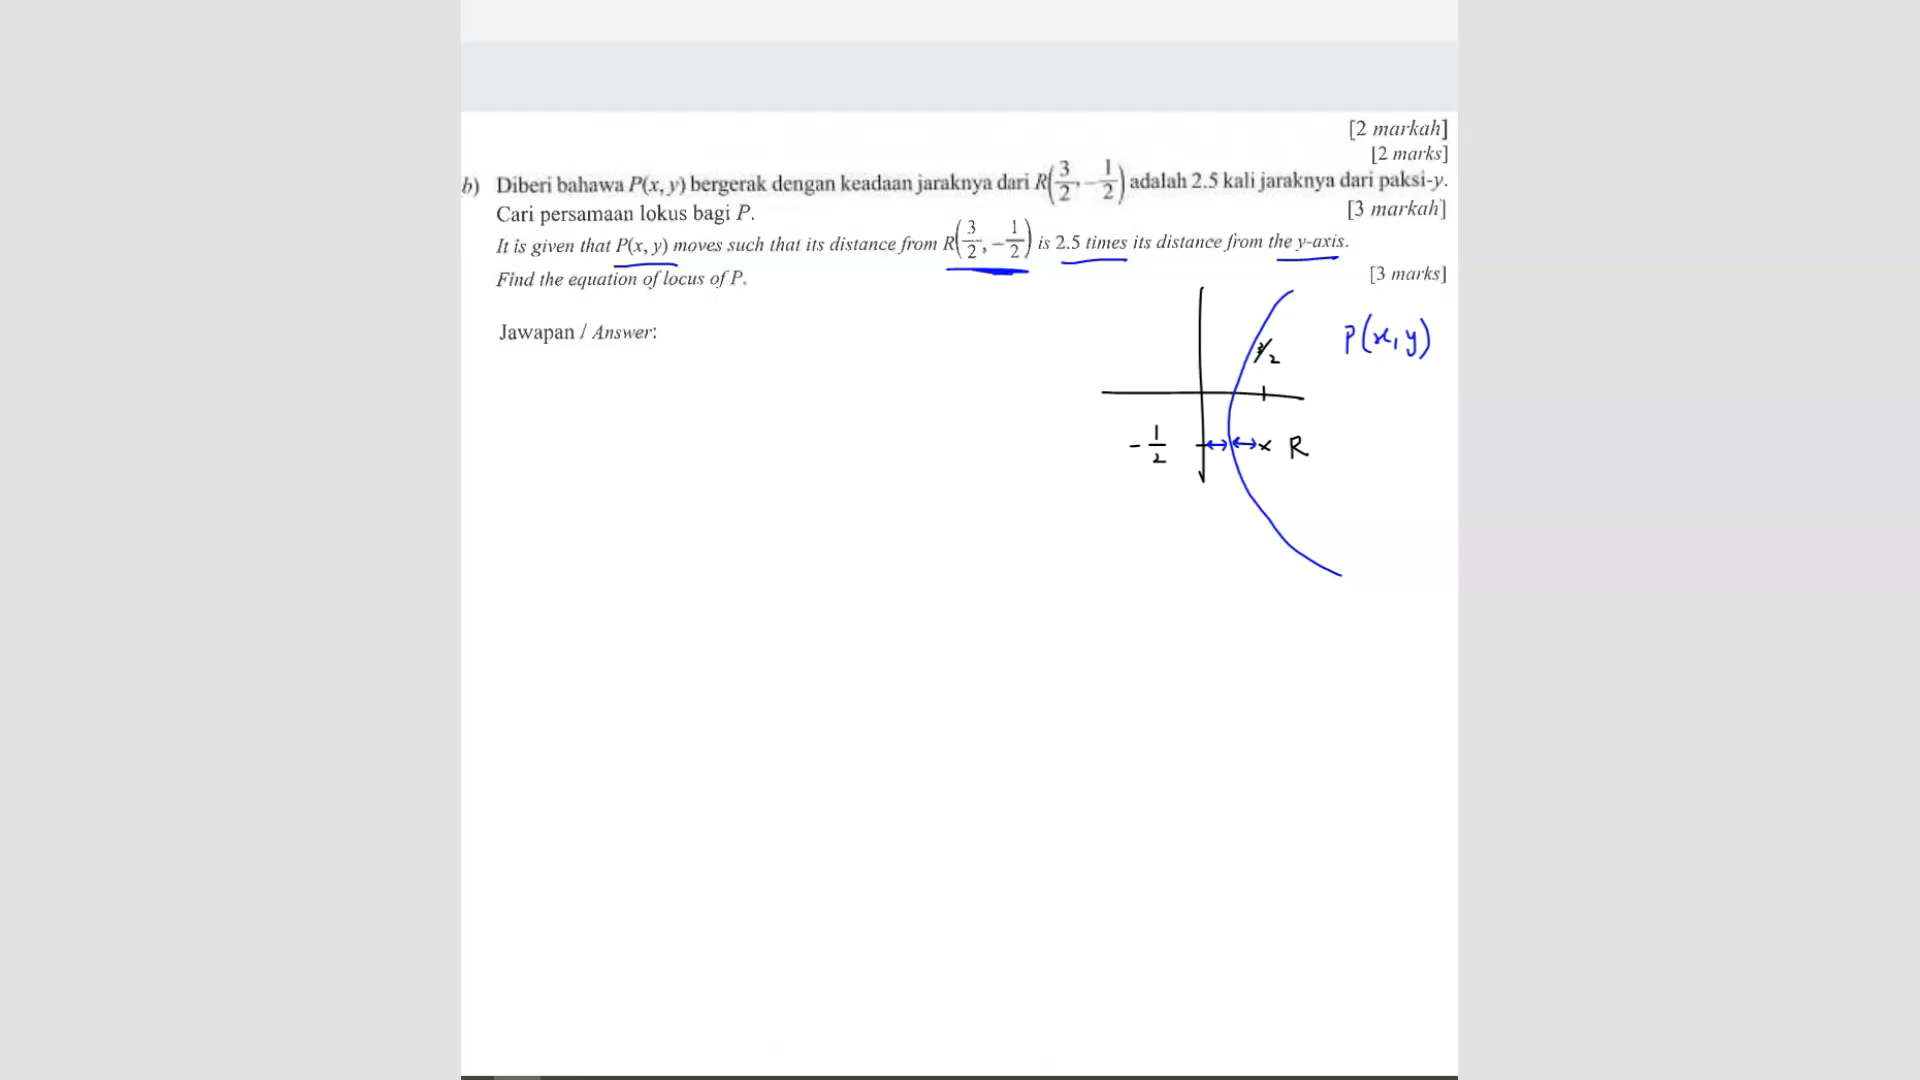 [2 markah]
[2 marks]
b) Diberi bahawa P(x, y) bergerak dengan keadaan jaraknya dari R(3/2, -1/2) adalah 2.5 kali jaraknya dari paksi-y.
Cari persamaan lokus bagi P. [3 markah]
It is given that P(x, y) moves such that its distance from R(3/2, -1/2) is 2.5 times its distance from the y-axis.
Find the equation of locus of P. [3 marks]
Jawapan / Answer:
P(x, y)
3/2
-1/2 x R